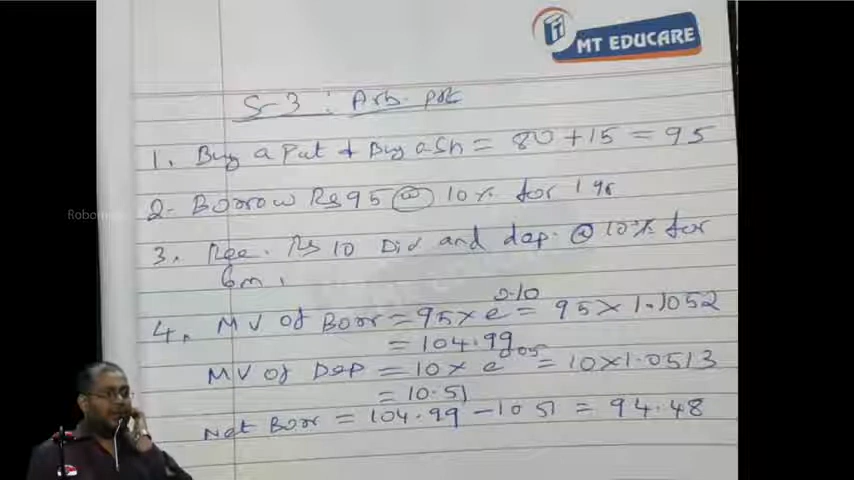 MT EDUCARE
S-3 : Arb. pft
1. Buy a Put + Buy a Sh = 80 + 15 = 95
2. Borrow Rs 95 @ 10% for 1 yr
3. Rec. Rs 10 Div and dep. @ 10% for
6m.
4. MV of Borr = 95 × e^0.10 = 95 × 1.1052
= 104.99
MV of Dep = 10 × e^0.05 = 10 × 1.0513
= 10.51
Net Borr = 104.99 - 10 51 = 94.48